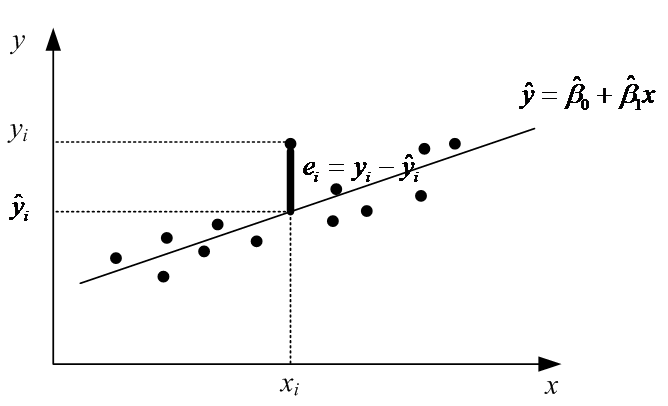 y
ŷ = β̂₀ + β̂₁x
yᵢ
eᵢ = yᵢ − ŷᵢ
ŷᵢ
xᵢ
x